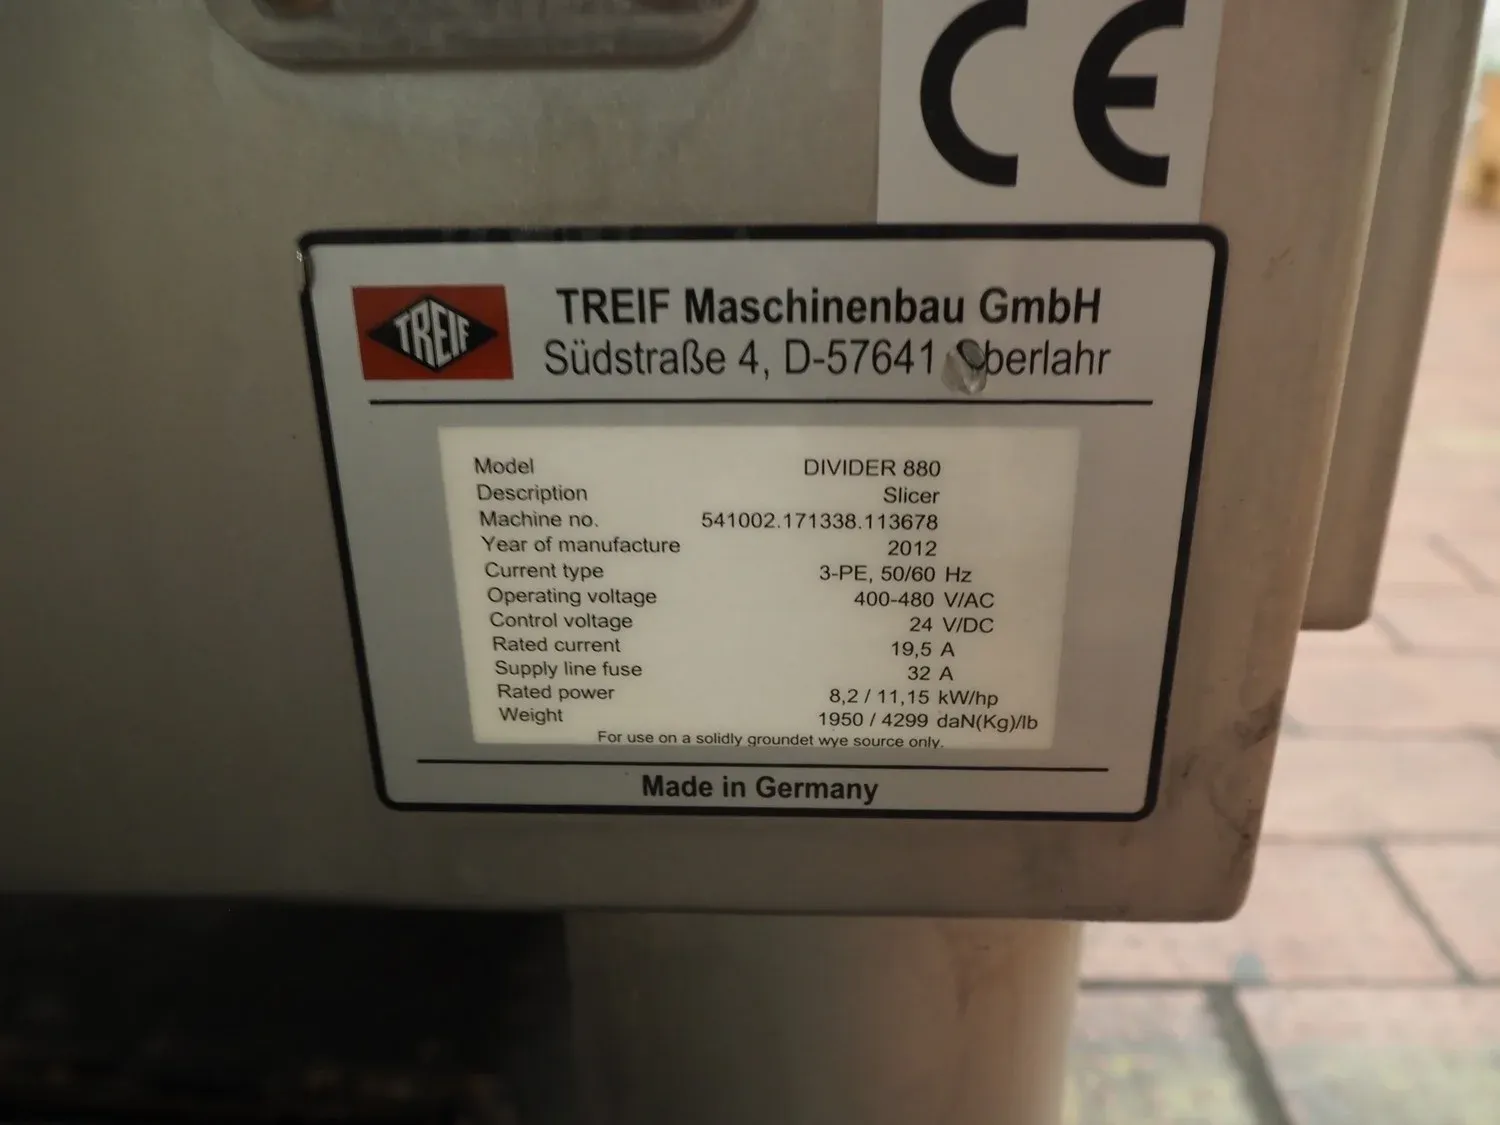 CE
TREIF
TREIF Maschinenbau GmbH
Südstraße 4, D-57641 Oberlahr
Model DIVIDER 880
Description Slicer
Machine no. 541002.171338.113678
Year of manufacture 2012
Current type 3-PE, 50/60 Hz
Operating voltage 400-480 V/AC
Control voltage 24 V/DC
Rated current 19,5 A
Supply line fuse 32 A
Rated power 8,2 / 11,15 kW/hp
Weight 1950 / 4299 daN(Kg)/lb
For use on a solidly groundet wye source only.
Made in Germany